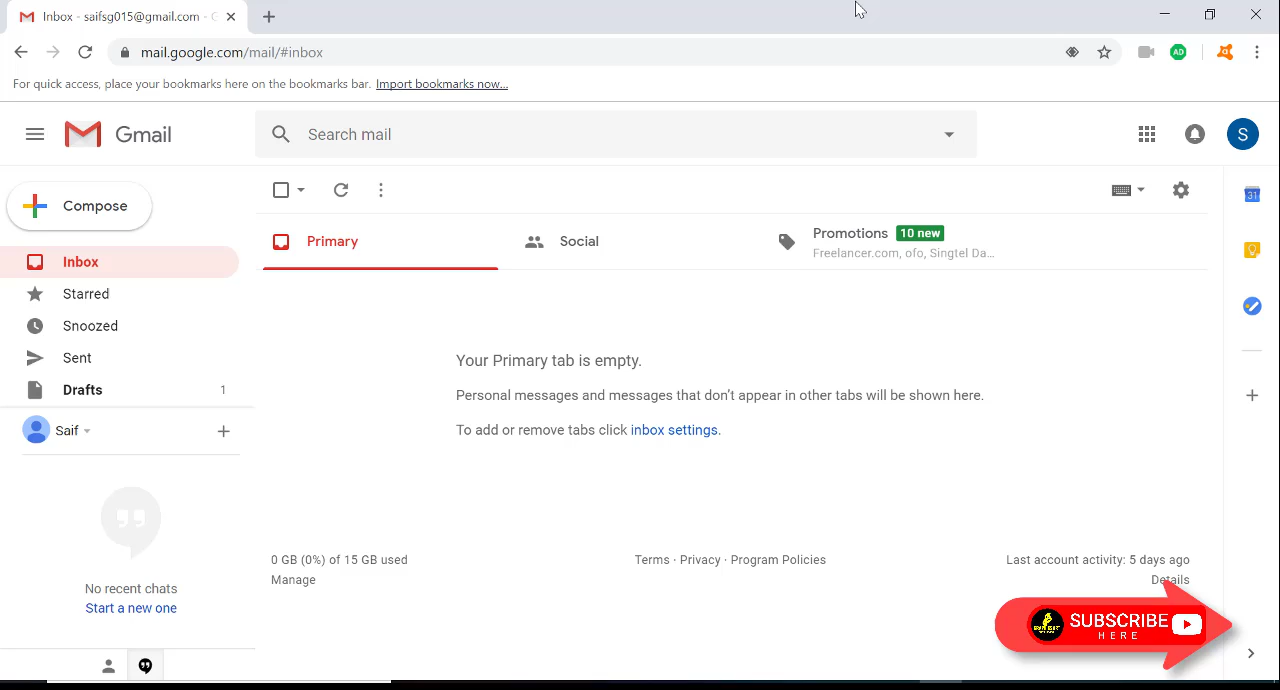 Inbox - saifsg015@gmail.com - G
mail.google.com/mail/#inbox
AD
For quick access, place your bookmarks here on the bookmarks bar. Import bookmarks now...
Gmail
Search mail
S
Compose
31
Primary
Social
Promotions 10 new
Freelancer.com, ofo, Singtel Da...
Inbox
Starred
Snoozed
Sent
Drafts 1
Saif
Your Primary tab is empty.
Personal messages and messages that don't appear in other tabs will be shown here.
To add or remove tabs click inbox settings.
No recent chats
Start a new one
0 GB (0%) of 15 GB used
Manage
Terms · Privacy · Program Policies
Last account activity: 5 days ago
Details
SUBSCRIBE
HERE